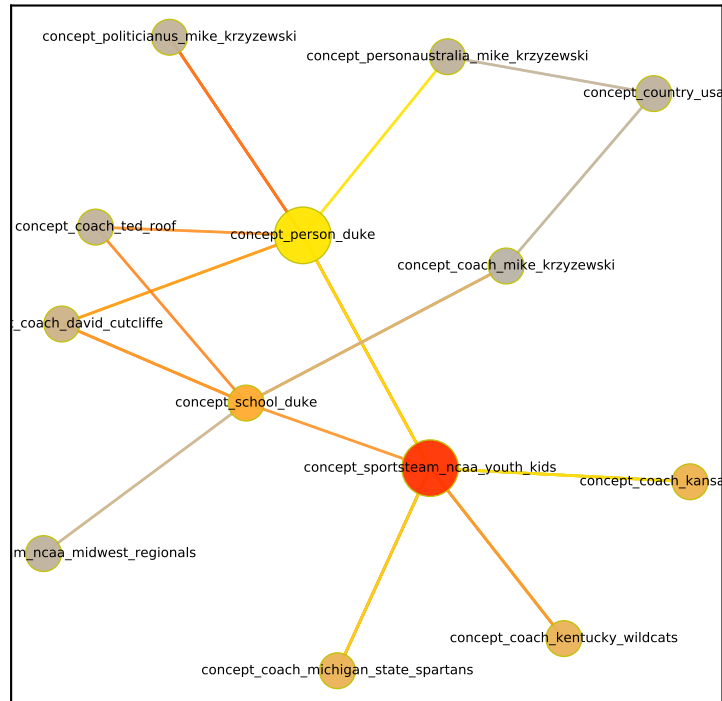 concept_politicianus_mike_krzyzewski
concept_personaustralia_mike_krzyzewski
concept_country_usa
concept_coach_ted_roof
concept_person_duke
concept_coach_mike_krzyzewski
t_coach_david_cutcliffe
concept_school_duke
concept_sportsteam_ncaa_youth_kids
concept_coach_kansa
m_ncaa_midwest_regionals
concept_coach_kentucky_wildcats
concept_coach_michigan_state_spartans